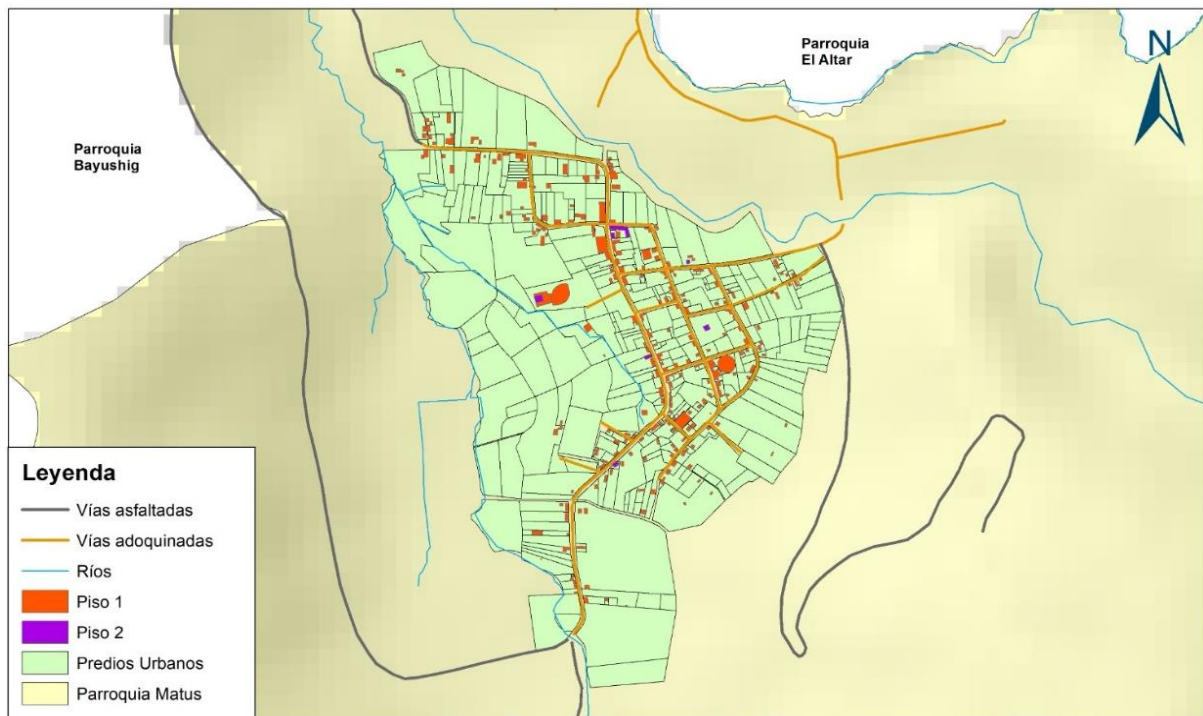 Parroquia
El Altar
N
Parroquia
Bayushig
Leyenda
Vías asfaltadas
Vías adoquinadas
Ríos
Piso 1
Piso 2
Predios Urbanos
Parroquia Matus